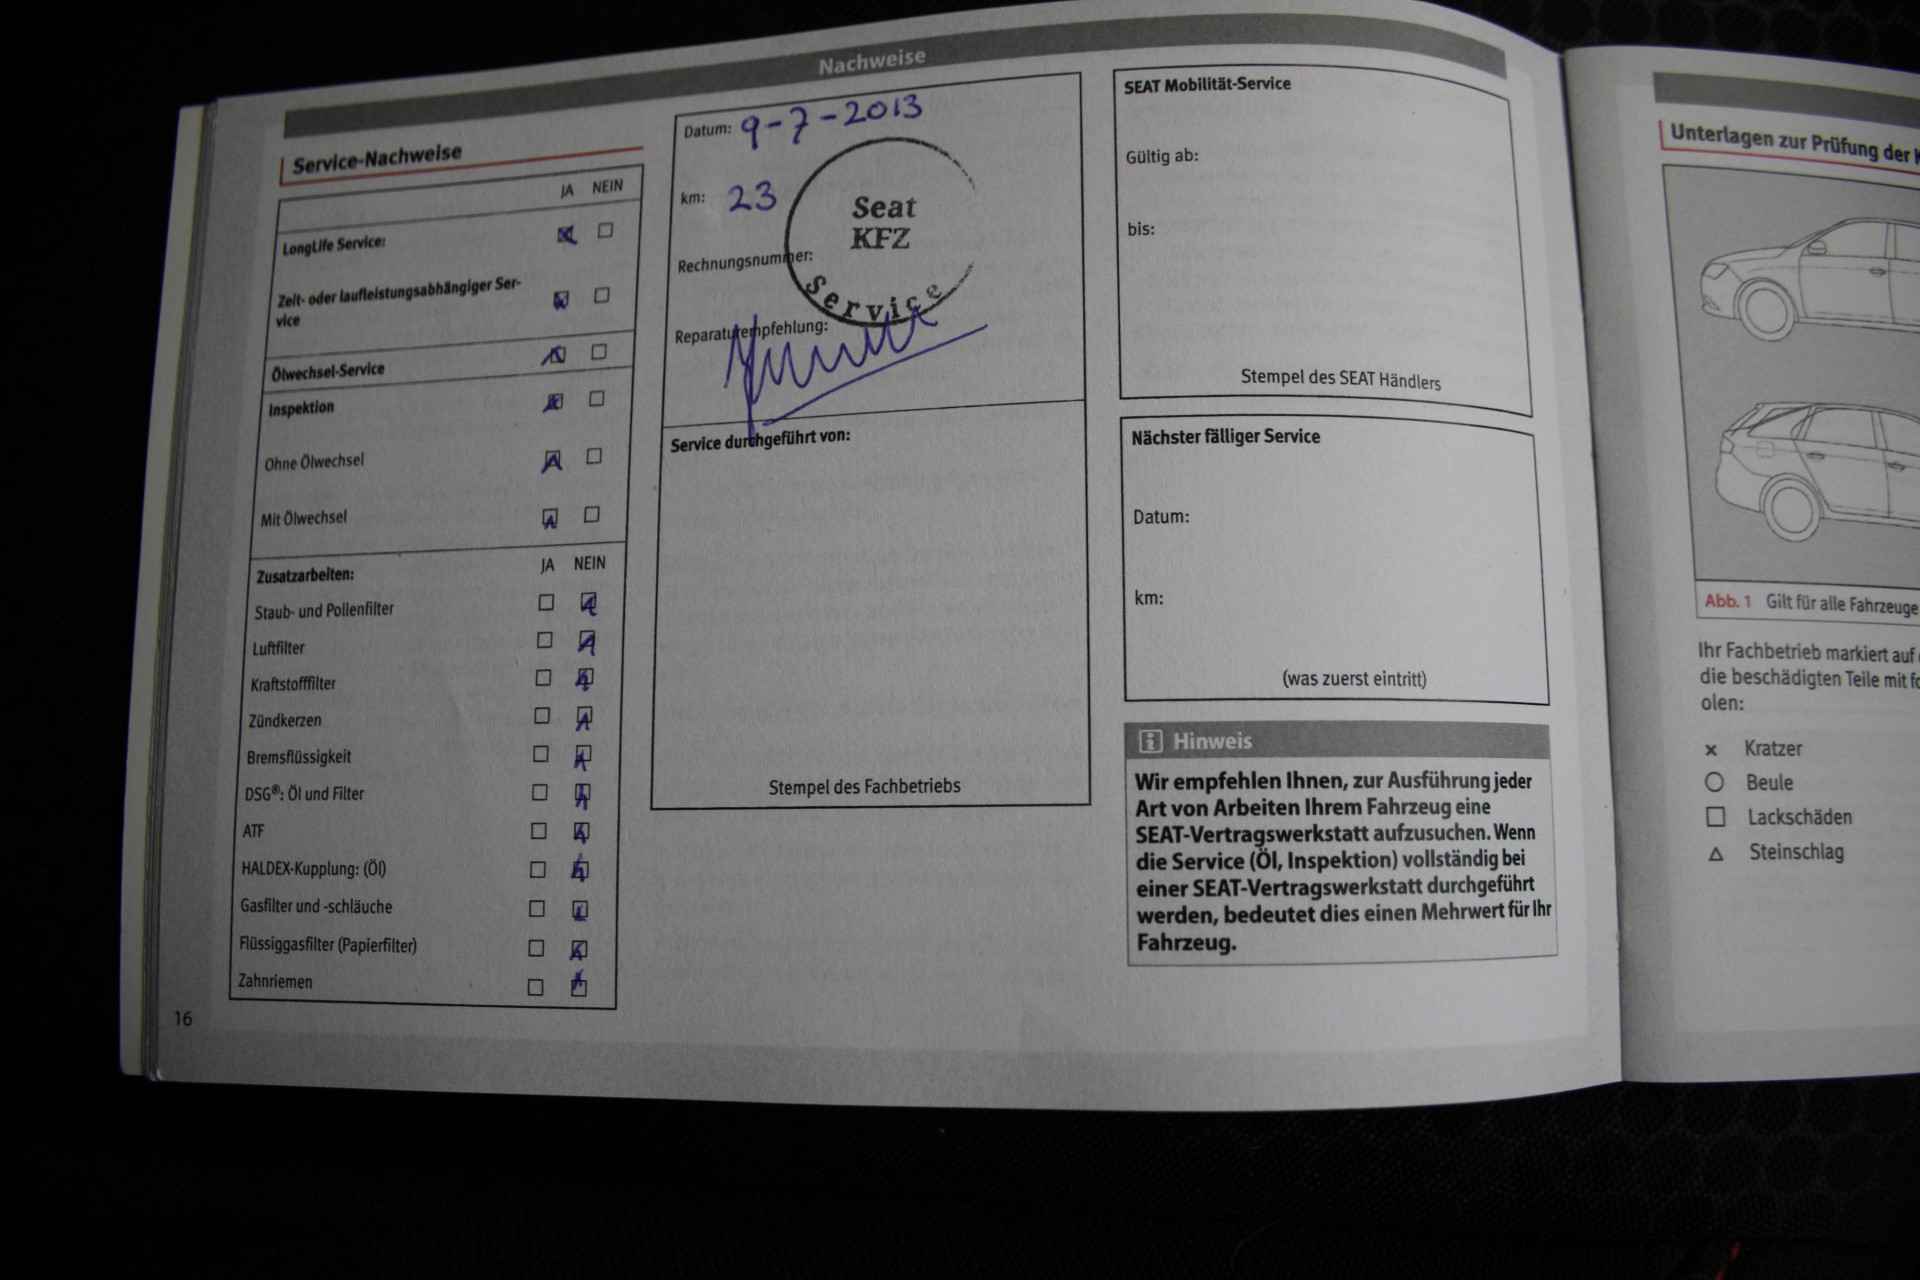 Nachweise
Service-Nachweise
JA NEIN
LongLife Service:
Zeit- oder laufleistungsabhängiger Ser-
vice
Ölwechsel-Service
Inspektion
Ohne Ölwechsel
Mit Ölwechsel
Zusatzarbeiten: JA NEIN
Staub- und Pollenfilter
Luftfilter
Kraftstofffilter
Zündkerzen
Bremsflüssigkeit
DSG®: Öl und Filter
ATF
HALDEX-Kupplung: (Öl)
Gasfilter und -schläuche
Flüssiggasfilter (Papierfilter)
Zahnriemen
16
Datum: 9-7-2013
km: 23
Seat
KFZ
Service
Rechnungsnummer:
Reparaturempfehlung:
Service durchgeführt von:
Stempel des Fachbetriebs
SEAT Mobilität-Service
Gültig ab:
bis:
Stempel des SEAT Händlers
Nächster fälliger Service
Datum:
km:
(was zuerst eintritt)
Hinweis
Wir empfehlen Ihnen, zur Ausführung jeder
Art von Arbeiten Ihrem Fahrzeug eine
SEAT-Vertragswerkstatt aufzusuchen. Wenn
die Service (Öl, Inspektion) vollständig bei
einer SEAT-Vertragswerkstatt durchgeführt
werden, bedeutet dies einen Mehrwert für Ihr
Fahrzeug.
Unterlagen zur Prüfung der
Abb. 1 Gilt für alle Fahrzeuge
Ihr Fachbetrieb markiert auf
die beschädigten Teile mit
olen:
x Kratzer
Beule
Lackschäden
Steinschlag